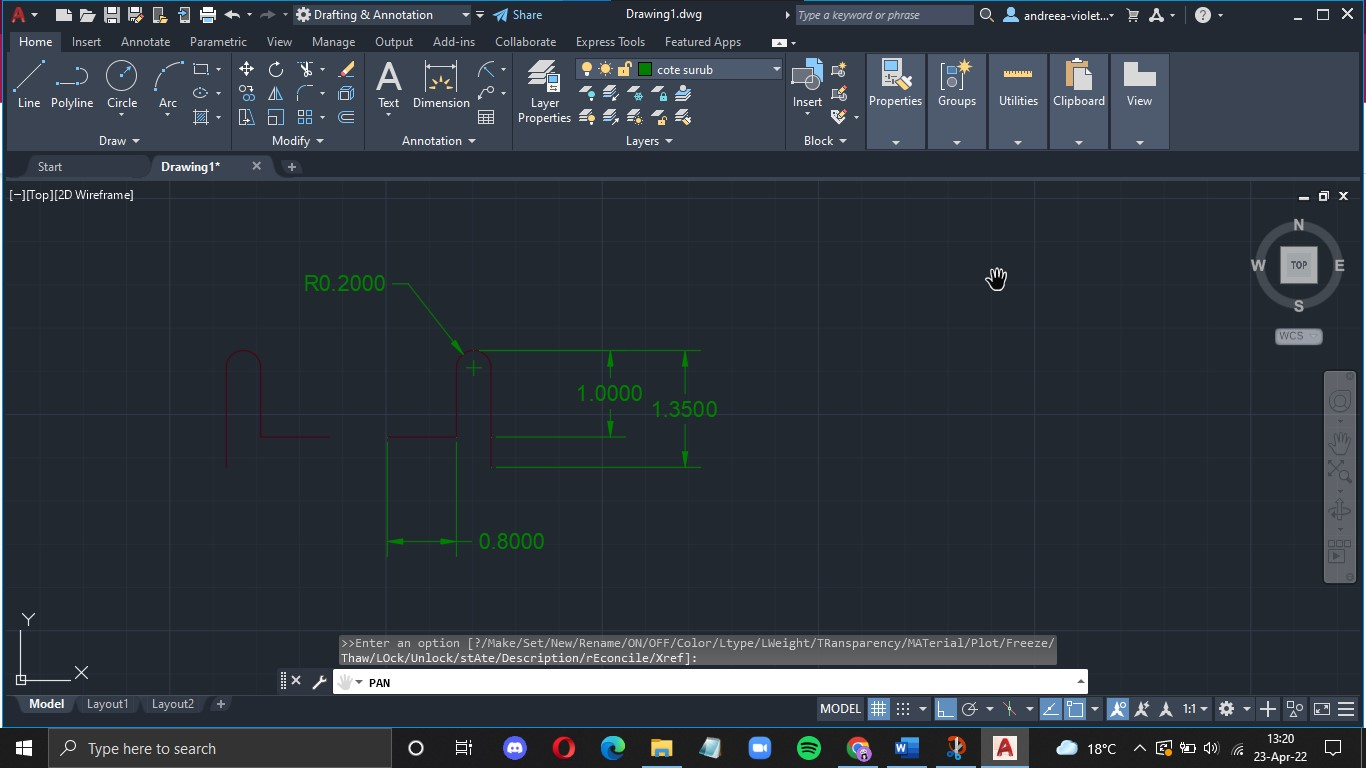 A Drafting & Annotation Share Drawing1.dwg Type a keyword or phrase andreea-violet... ?
Home Insert Annotate Parametric View Manage Output Add-ins Collaborate Express Tools Featured Apps
cote surub
Line Polyline Circle Arc
Text Dimension
Layer
Properties
Insert
Properties Groups Utilities Clipboard View
Draw Modify Annotation Layers Block
Start Drawing1*
[−][Top][2D Wireframe]
N
W TOP E
S
WCS
R0.2000
1.0000
1.3500
0.8000
Y
X
>>Enter an option [?/Make/Set/New/Rename/ON/OFF/Color/Ltype/LWeight/TRansparency/MATerial/Plot/Freeze/
Thaw/LOck/Unlock/stAte/Description/rEconcile/Xref]:
PAN
Model Layout1 Layout2
MODEL 1:1
Type here to search
W A
18°C
13:20
23-Apr-22